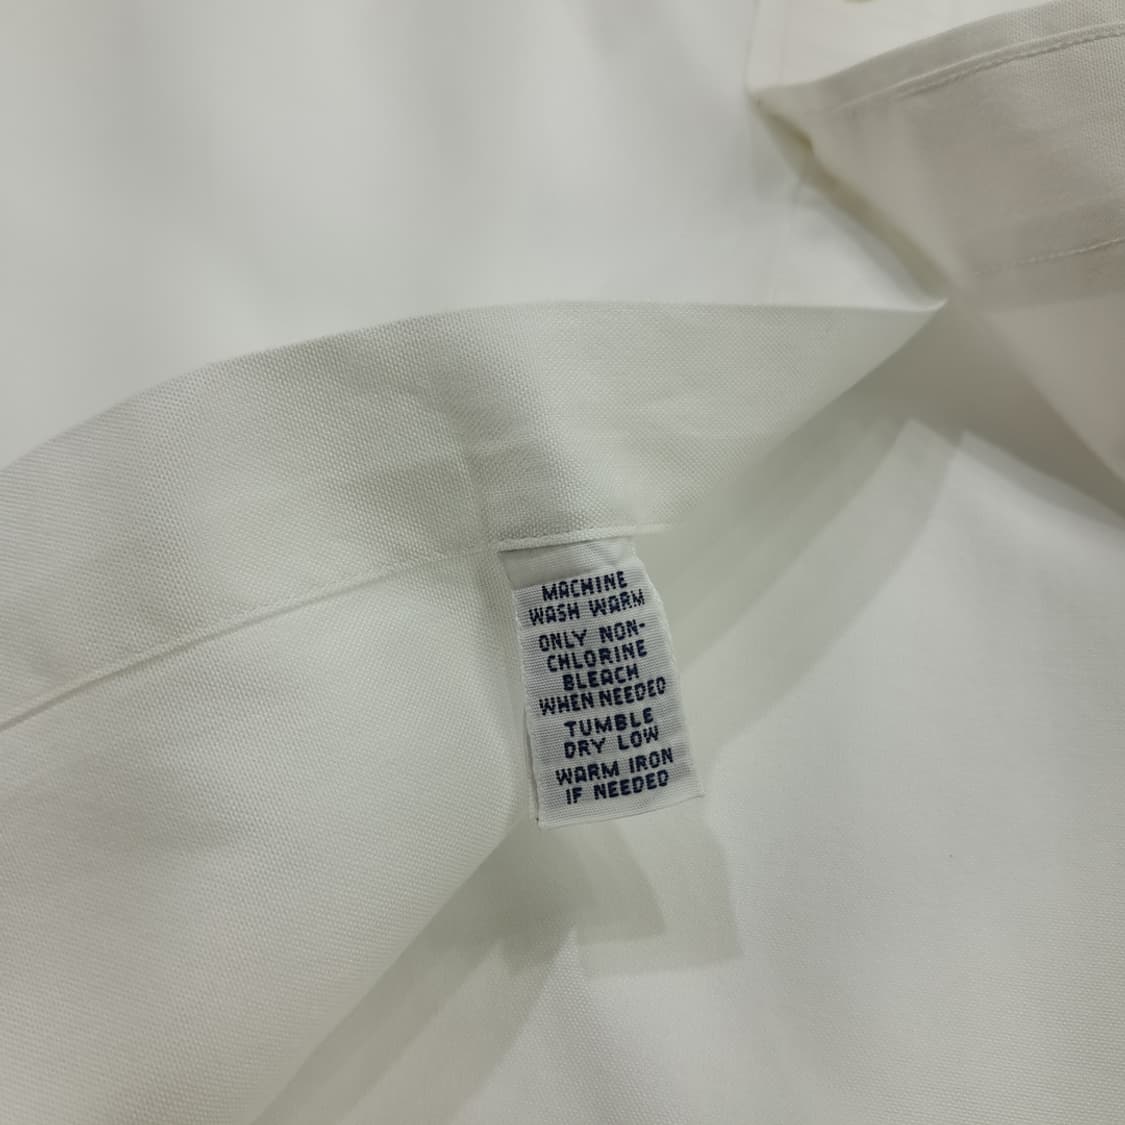 MACHINE
WASH WARM
ONLY NON-
CHLORINE
BLEACH
WHEN NEEDED
TUMBLE
DRY LOW
WARM IRON
IF NEEDED